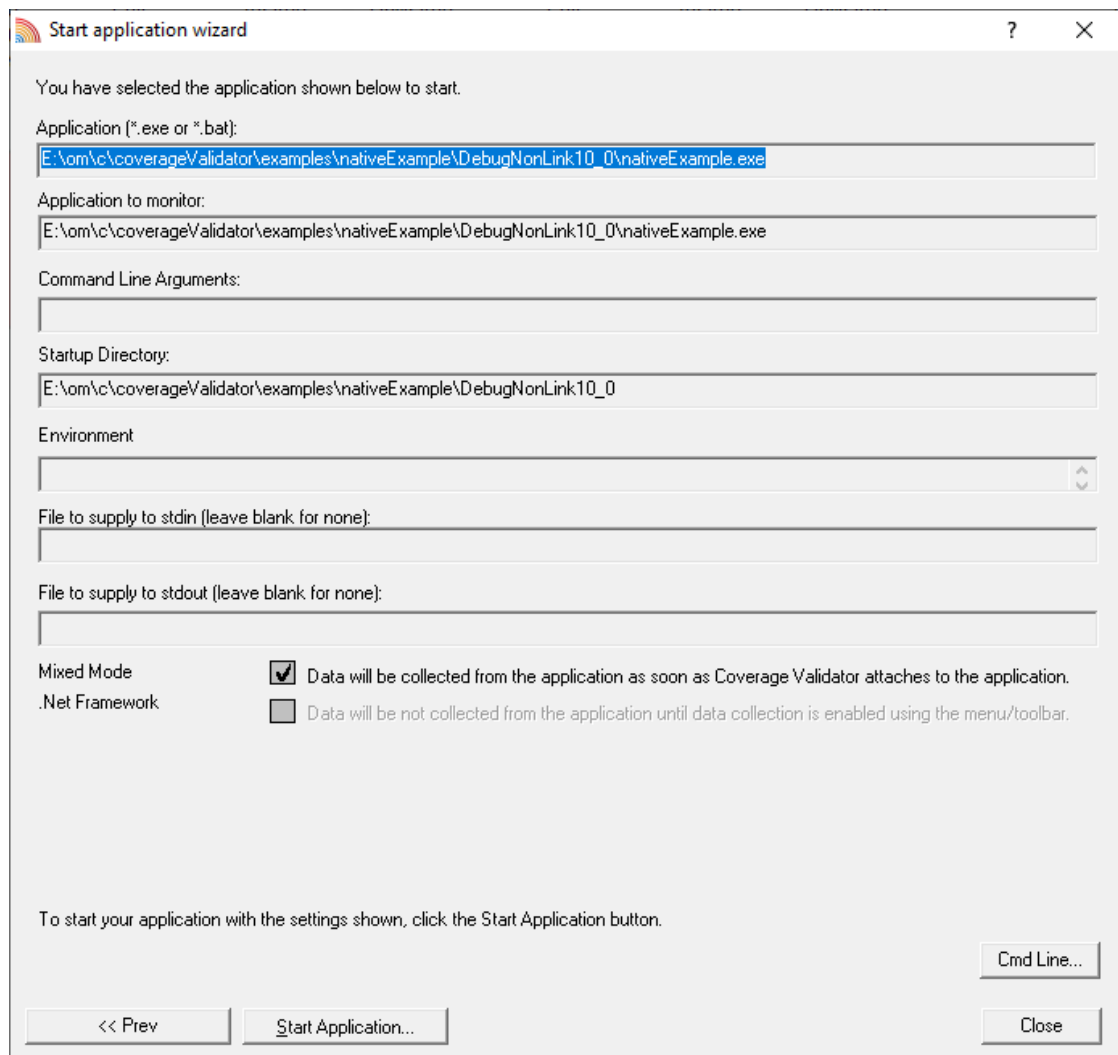 Start application wizard
?
You have selected the application shown below to start.
Application (*.exe or *.bat):
E:\om\c\coverageValidator\examples\nativeExample\DebugNonLink10_0\nativeExample.exe
Application to monitor:
E:\om\c\coverageValidator\examples\nativeExample\DebugNonLink10_0\nativeExample.exe
Command Line Arguments:
Startup Directory:
E:\om\c\coverageValidator\examples\nativeExample\DebugNonLink10_0
Environment
File to supply to stdin (leave blank for none):
File to supply to stdout (leave blank for none):
Mixed Mode
Data will be collected from the application as soon as Coverage Validator attaches to the application.
.Net Framework
Data will be not collected from the application until data collection is enabled using the menu/toolbar.
To start your application with the settings shown, click the Start Application button.
Cmd Line...
<< Prev
Start Application...
Close